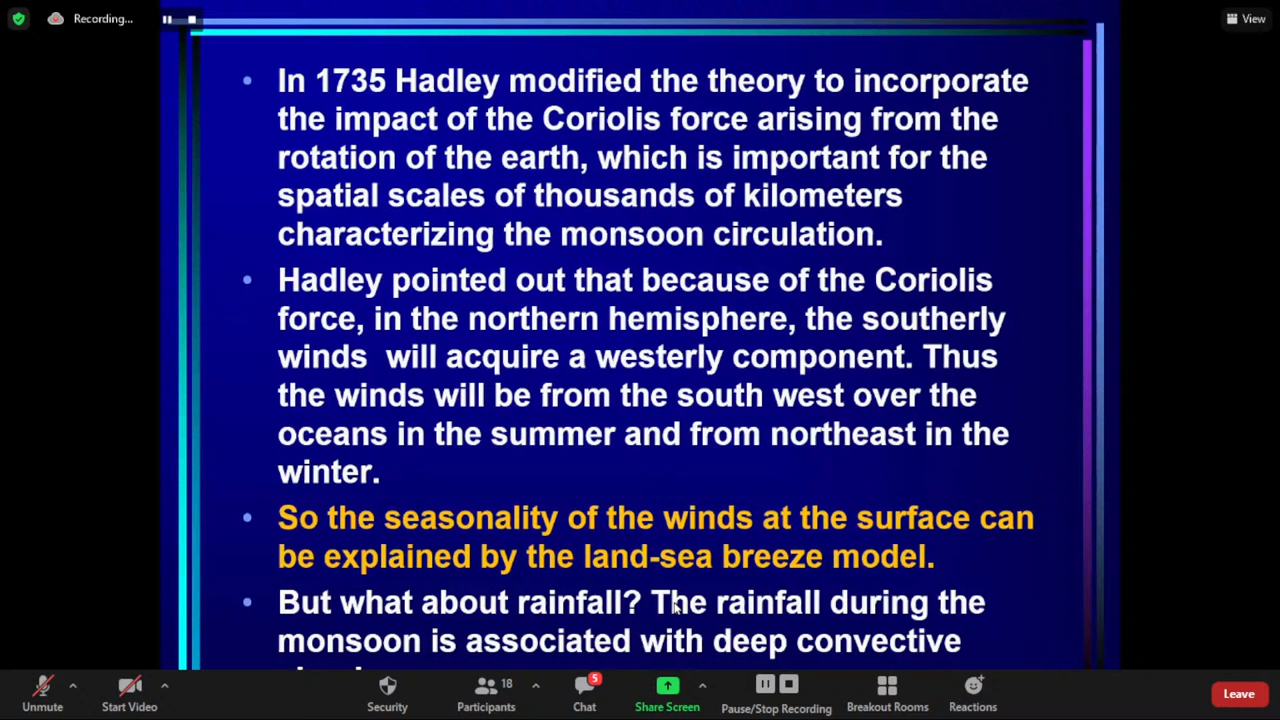 Recording...
View
• In 1735 Hadley modified the theory to incorporate
the impact of the Coriolis force arising from the
rotation of the earth, which is important for the
spatial scales of thousands of kilometers
characterizing the monsoon circulation.
• Hadley pointed out that because of the Coriolis
force, in the northern hemisphere, the southerly
winds will acquire a westerly component. Thus
the winds will be from the south west over the
oceans in the summer and from northeast in the
winter.
• So the seasonality of the winds at the surface can
be explained by the land-sea breeze model.
• But what about rainfall? The rainfall during the
monsoon is associated with deep convective
Unmute
Start Video
Security
18
Participants
5
Chat
Share Screen
Pause/Stop Recording
Breakout Rooms
Reactions
Leave